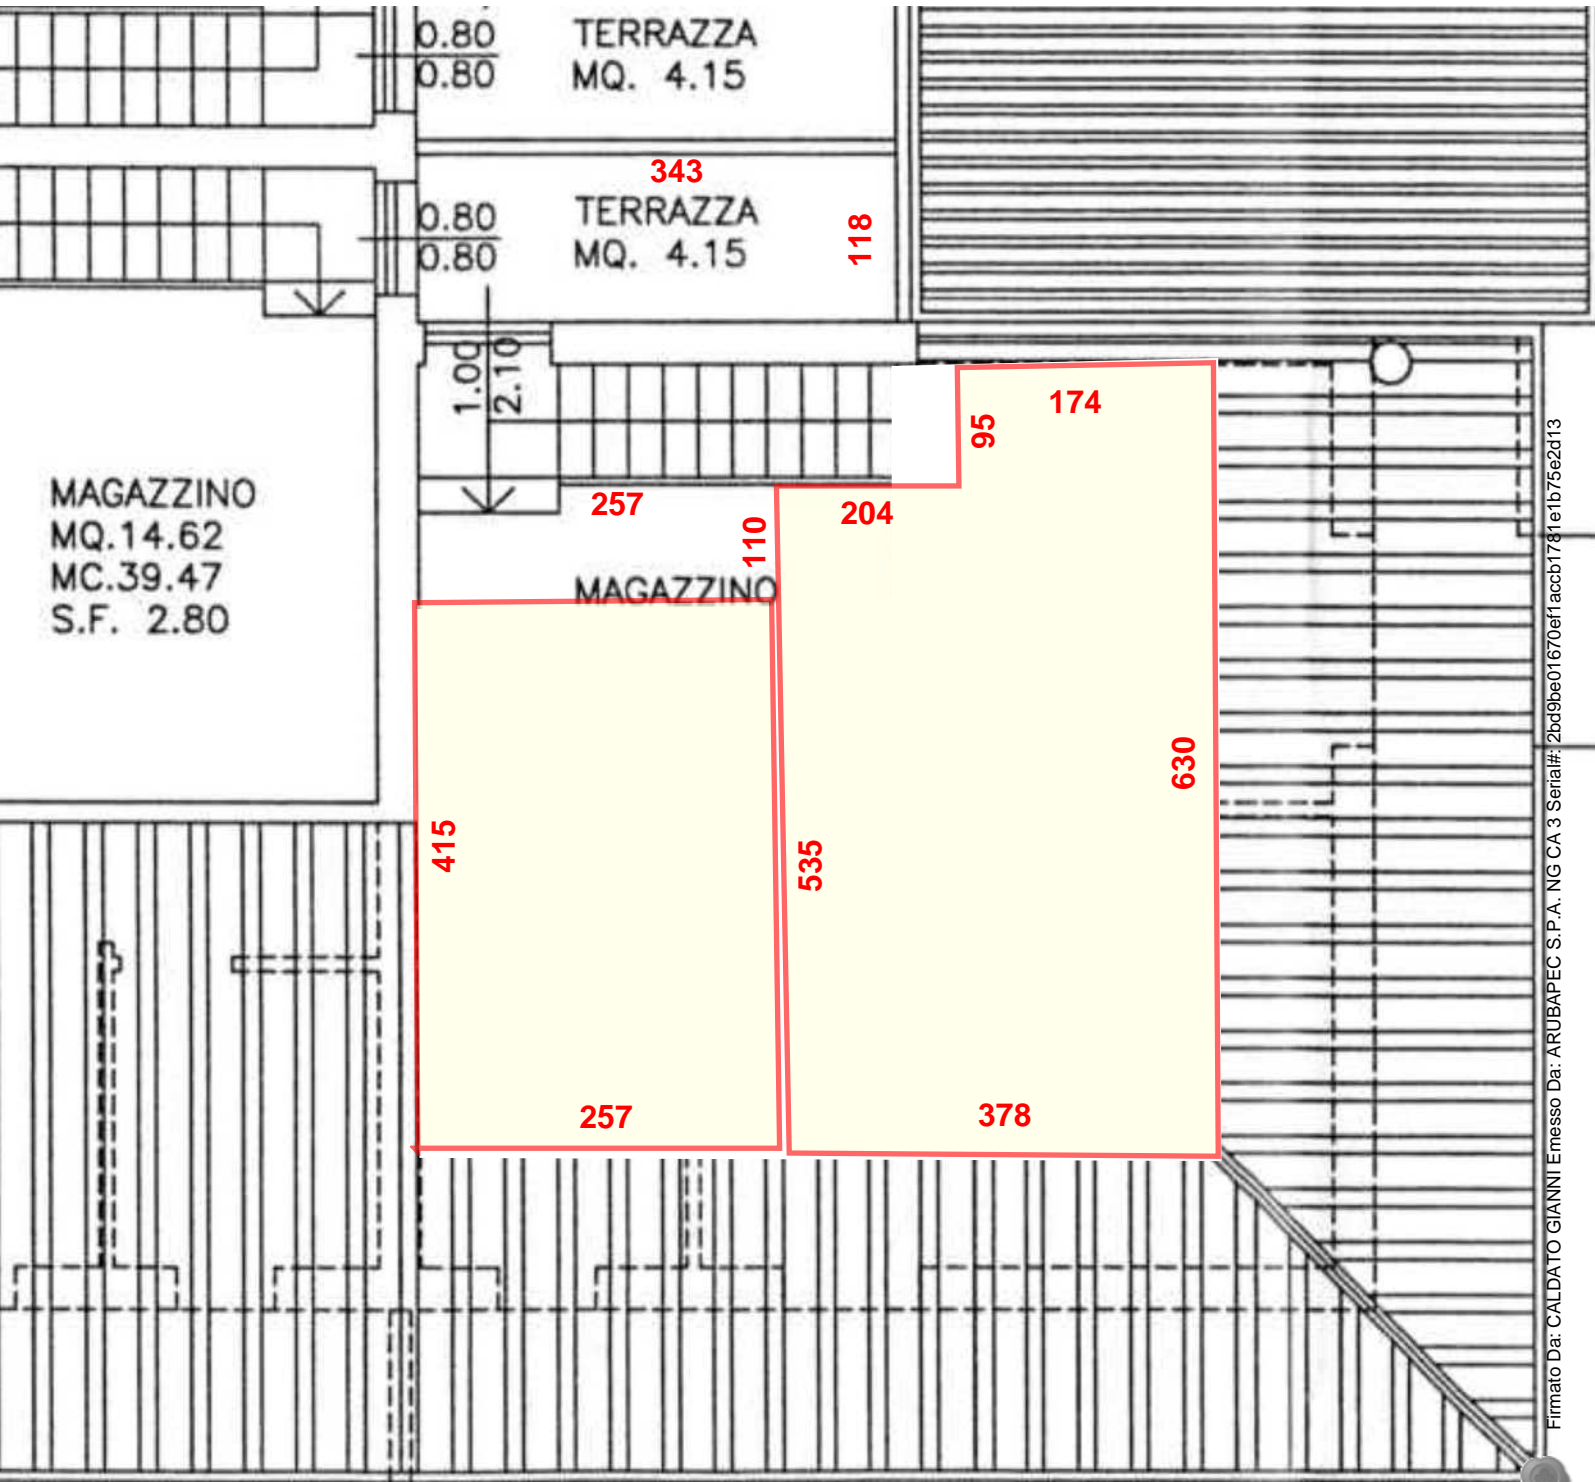 0.80
0.80
TERRAZZA
MQ. 4.15
343
0.80
0.80
TERRAZZA
MQ. 4.15
118
1.00
2.10
174
95
MAGAZZINO
MQ.14.62
MC.39.47
S.F. 2.80
257
204
110
MAGAZZINO
630
415
535
257
378
Firmato Da: CALDATO GIANNI Emesso Da: ARUBAPEC S.P.A. NG CA 3 Serial#: 2bd9be01670ef1accb1781e1b75e2d13